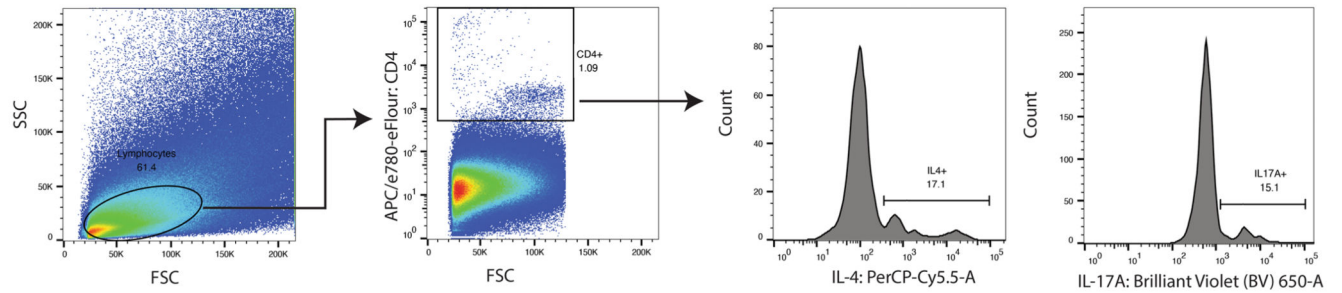 200K
150K
100K
50K
0
SSC
Lymphocytes
61.4
0 50K 100K 150K 200K
FSC
10^5
10^4
10^3
10^2
10^1
10^0
APC/e780-eFlour: CD4
CD4+
1.09
0 50K 100K 150K 200K
FSC
80
60
40
20
0
Count
IL4+
17.1
10^0 10^1 10^2 10^3 10^4 10^5
IL-4: PerCP-Cy5.5-A
250
200
150
100
50
0
Count
IL17A+
15.1
10^0 10^1 10^2 10^3 10^4 10^5
IL-17A: Brilliant Violet (BV) 650-A